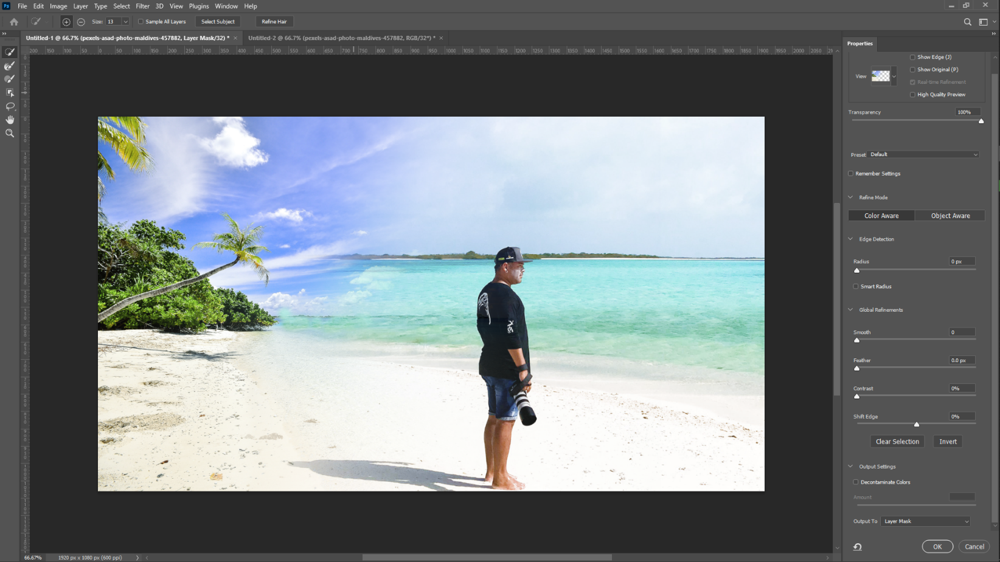 Ps File Edit Image Layer Type Select Filter 3D View Plugins Window Help
Size: 13 Sample All Layers Select Subject Refine Hair
Untitled-1 @ 66.7% (pexels-asad-photo-maldives-457882, Layer Mask/32) * × Untitled-2 @ 66.7% (pexels-asad-photo-maldives-457882, RGB/32*) * ×
200 150 100 50 0 50 100 150 200 250 300 350 400 450 500 550 600 650 700 750 800 850 900 950 1000 1050 1100 1150 1200 1250 1300 1350 1400 1450 1500 1550 1600 1650 1700 1750 1800 1850 1900 1950 2000 2050
Properties
Show Edge (J)
Show Original (P)
View
Real-time Refinement
High Quality Preview
Transparency 100%
Preset Default
Remember Settings
Refine Mode
Color Aware Object Aware
Edge Detection
Radius 0 px
Smart Radius
Global Refinements
Smooth 0
Feather 0.0 px
Contrast 0%
Shift Edge 0%
Clear Selection Invert
Output Settings
Decontaminate Colors
Amount
Output To Layer Mask
OK Cancel
66.67% 1920 px x 1080 px (600 ppi)